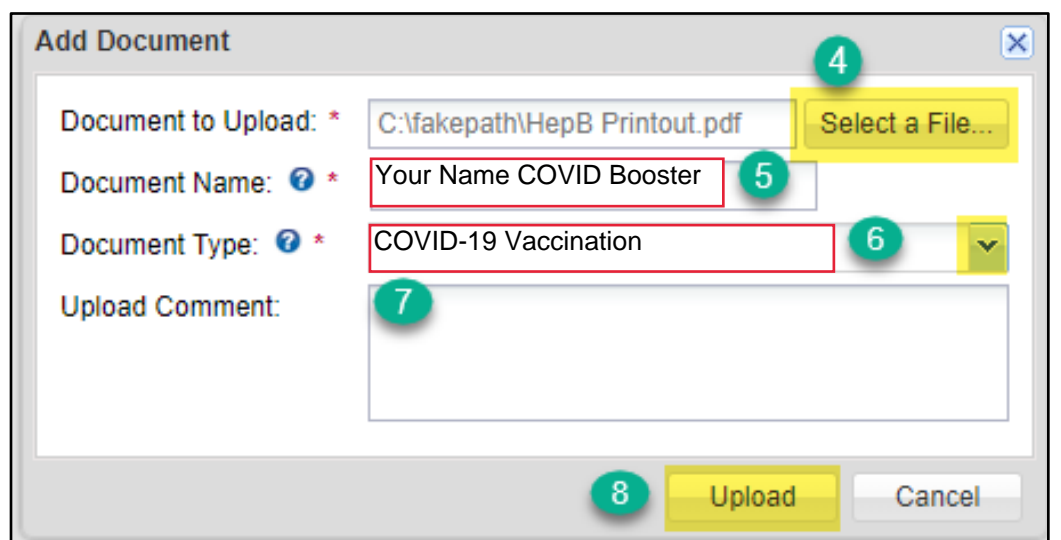 Add Document
4
Document to Upload: * C:\fakepath\HepB Printout.pdf Select a File...
Document Name: ? * Your Name COVID Booster 5
Document Type: ? * COVID-19 Vaccination 6
Upload Comment: 7
8 Upload Cancel